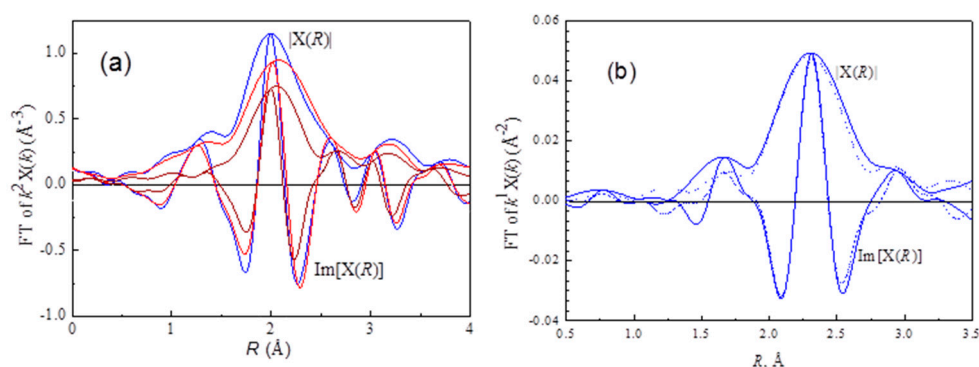 (a)
|X(R)|
Im[X(R)]
FT of k² X(k) (Å⁻³)
1.0
0.5
0.0
-0.5
-1.0
0 1 2 3 4
R (Å)
(b)
|X(R)|
Im[X(R)]
FT of k¹ X(k) (Å⁻²)
0.06
0.04
0.02
0.00
-0.02
-0.04
0.5 1.0 1.5 2.0 2.5 3.0 3.5
R, Å